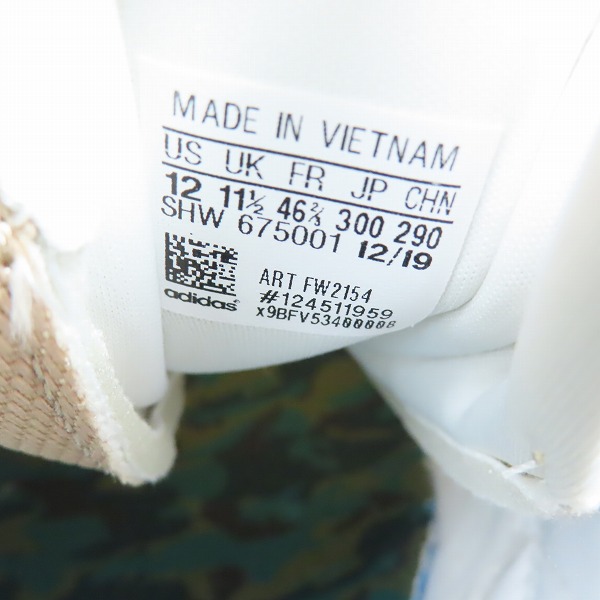 MADE IN VIETNAM
US UK FR JP CHN
12 11½ 46⅔ 300 290
SHW 675001 12/19
ART FW2154
#124511959
adidas